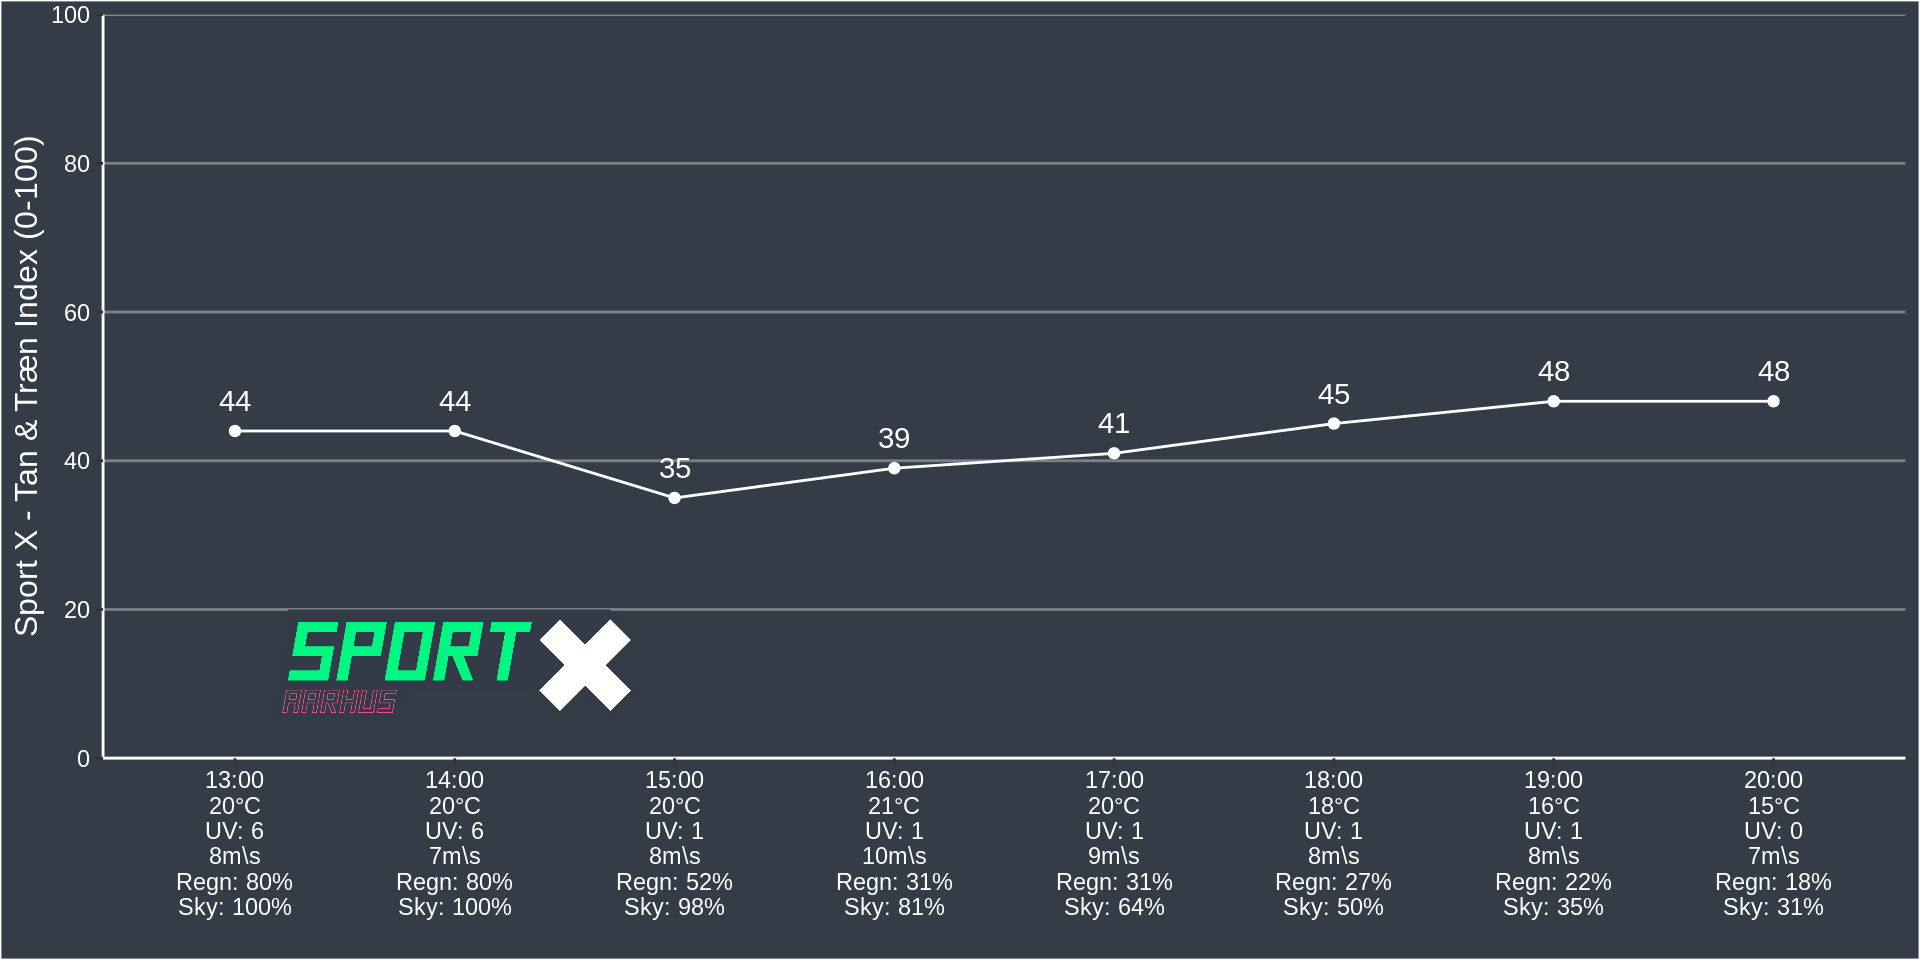 Sport X - Tan & Træn Index (0-100)
100
80
60
40
20
0
44
44
35
39
41
45
48
48
SPORT X
AARHUS
13:00
20°C
UV: 6
8m\s
Regn: 80%
Sky: 100%
14:00
20°C
UV: 6
7m\s
Regn: 80%
Sky: 100%
15:00
20°C
UV: 1
8m\s
Regn: 52%
Sky: 98%
16:00
21°C
UV: 1
10m\s
Regn: 31%
Sky: 81%
17:00
20°C
UV: 1
9m\s
Regn: 31%
Sky: 64%
18:00
18°C
UV: 1
8m\s
Regn: 27%
Sky: 50%
19:00
16°C
UV: 1
8m\s
Regn: 22%
Sky: 35%
20:00
15°C
UV: 0
7m\s
Regn: 18%
Sky: 31%